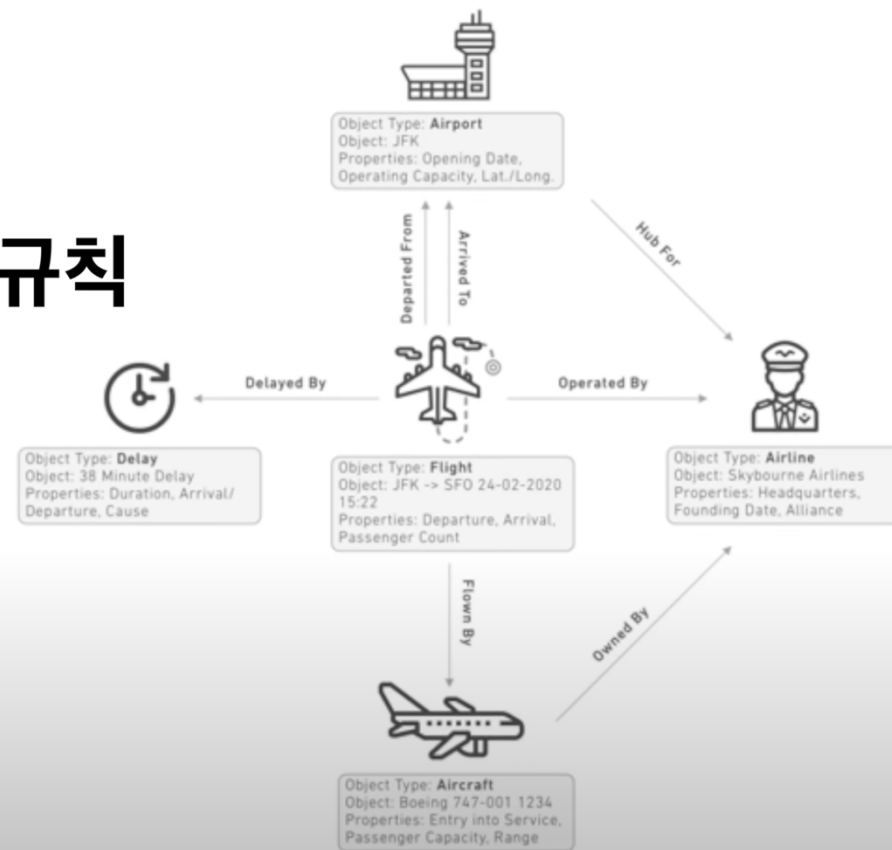 Object Type: Airport
Object: JFK
Properties: Opening Date,
Operating Capacity, Lat./Long.
규칙
Departed From
Arrived To
Hub For
Delayed By
Operated By
Object Type: Delay
Object: 38 Minute Delay
Properties: Duration, Arrival/
Departure, Cause
Object Type: Flight
Object: JFK -> SFO 24-02-2020
15:22
Properties: Departure, Arrival,
Passenger Count
Object Type: Airline
Object: Skybourne Airlines
Properties: Headquarters,
Founding Date, Alliance
Flown By
Owned By
Object Type: Aircraft
Object: Boeing 747-001 1234
Properties: Entry into Service,
Passenger Capacity, Range